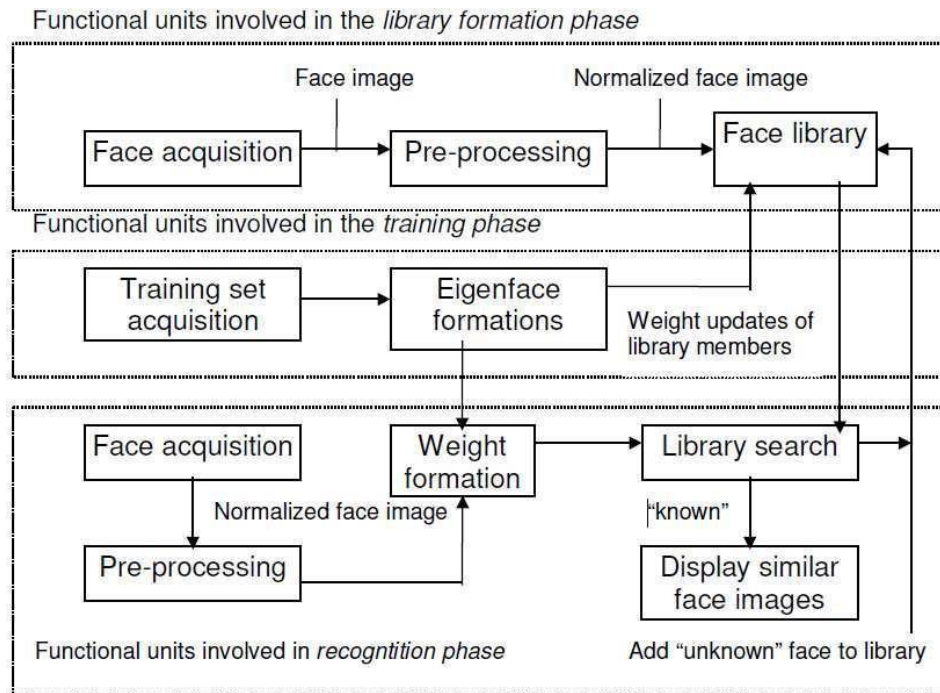 Functional units involved in the library formation phase
Face image
Normalized face image
Face acquisition
Pre-processing
Face library
Functional units involved in the training phase
Training set
acquisition
Eigenface
formations
Weight updates of
library members
Face acquisition
Weight
formation
Library search
Normalized face image
“known”
Pre-processing
Display similar
face images
Functional units involved in recogntition phase
Add “unknown” face to library